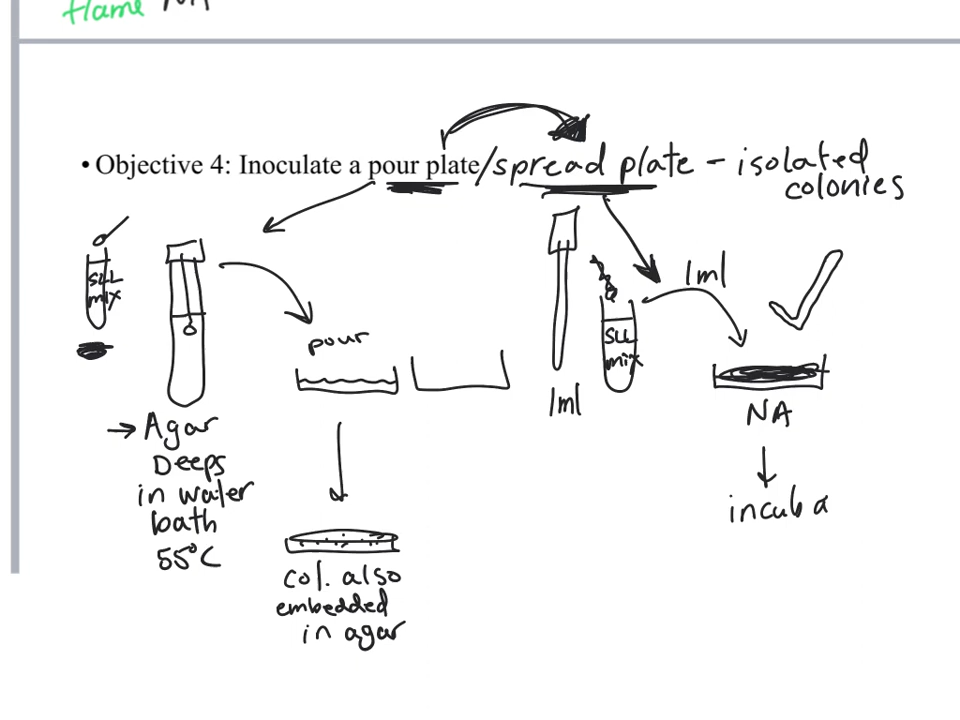 Flame NA
• Objective 4: Inoculate a pour plate/spread plate - isolated
colonies
SLL
mix
1ml
pour
SLL
mix
1ml
NA
→ Agar
Deeps
in water
bath
55°C
incuba
col. also
embedded
in agar